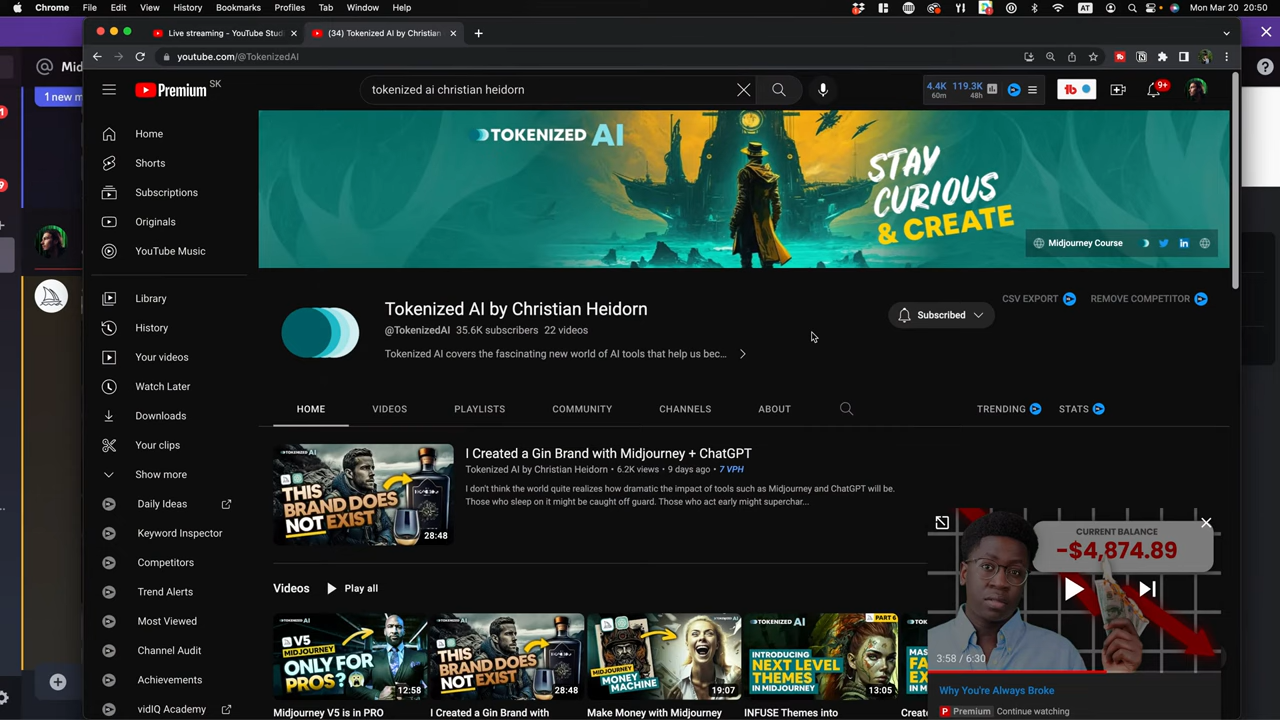 Chrome File Edit View History Bookmarks Profiles Tab Window Help
AT Mon Mar 20 20:50
Live streaming - YouTube Stud
(34) Tokenized AI by Christian
youtube.com/@TokenizedAI
@ Mid
1 new m
Premium SK
tokenized ai christian heidorn
4.4K 119.3K
60m 48h
tb
9+
Home
Shorts
Subscriptions
Originals
YouTube Music
Library
History
Your videos
Watch Later
Downloads
Your clips
Show more
Daily Ideas
Keyword Inspector
Competitors
Trend Alerts
Most Viewed
Channel Audit
Achievements
vidIQ Academy
TOKENIZED AI
STAY
CURIOUS
& CREATE
Midjourney Course
Tokenized AI by Christian Heidorn
@TokenizedAI 35.6K subscribers 22 videos
Tokenized AI covers the fascinating new world of AI tools that help us bec...
Subscribed
CSV EXPORT
REMOVE COMPETITOR
HOME VIDEOS PLAYLISTS COMMUNITY CHANNELS ABOUT
TRENDING STATS
THIS
BRAND DOES
NOT EXIST
28:48
I Created a Gin Brand with Midjourney + ChatGPT
Tokenized AI by Christian Heidorn • 6.2K views • 9 days ago • 7 VPH
I don't think the world quite realizes how dramatic the impact of tools such as Midjourney and ChatGPT will be.
Those who sleep on it might be caught off guard. Those who act early might superchar...
Videos Play all
V5
MIDJOURNEY
ONLY FOR
PROS?
12:58
Midjourney V5 is in PRO
THIS
BRAND DOES
NOT EXIST
28:48
I Created a Gin Brand with
MIDJOURNEY
MONEY
MACHINE
19:07
Make Money with Midjourney
TOKENIZED AI
PART 6
INTRODUCING
NEXT LEVEL
THEMES
IN MIDJOURNEY
13:05
INFUSE Themes into
CURRENT BALANCE
-$4,874.89
3:58 / 6:30
Why You're Always Broke
Premium Continue watching